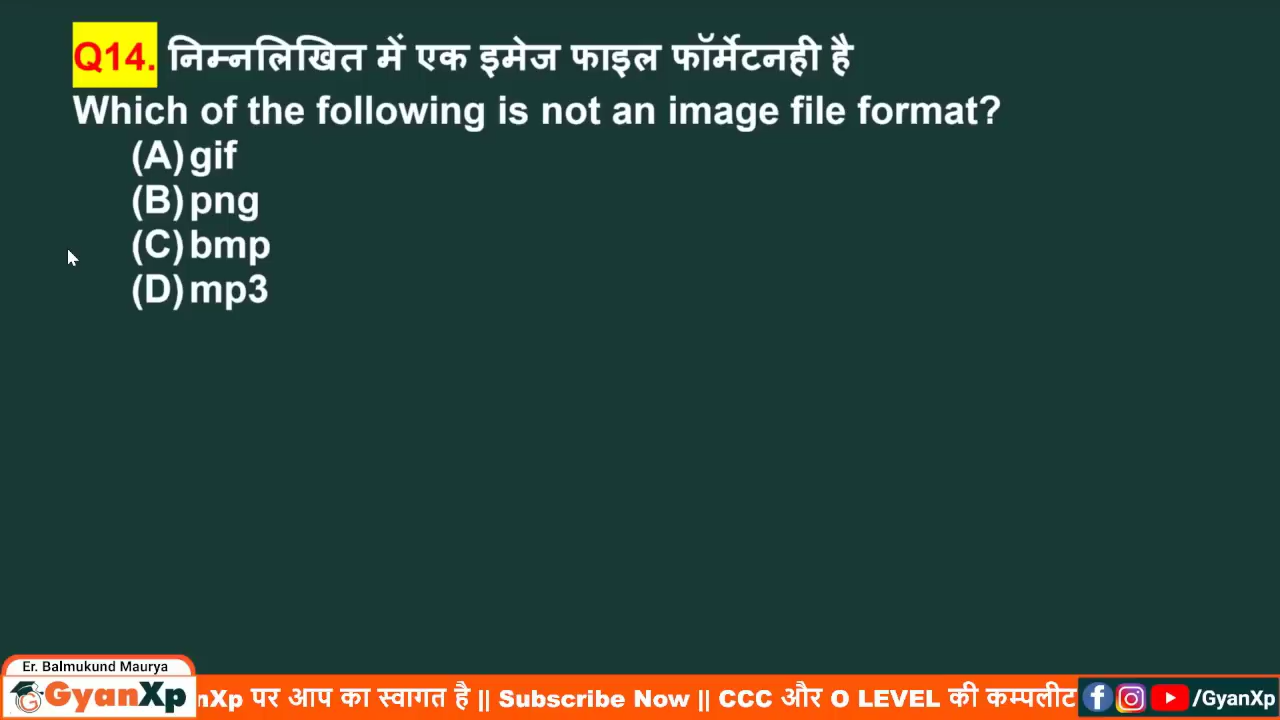 Q14. निम्नलिखित में एक इमेज फाइल फॉर्मेटनही है
Which of the following is not an image file format?
(A) gif
(B) png
(C) bmp
(D) mp3
Er. Balmukund Maurya
GyanXp nXp पर आप का स्वागत है || Subscribe Now || CCC और O LEVEL की कम्पलीट /GyanXp